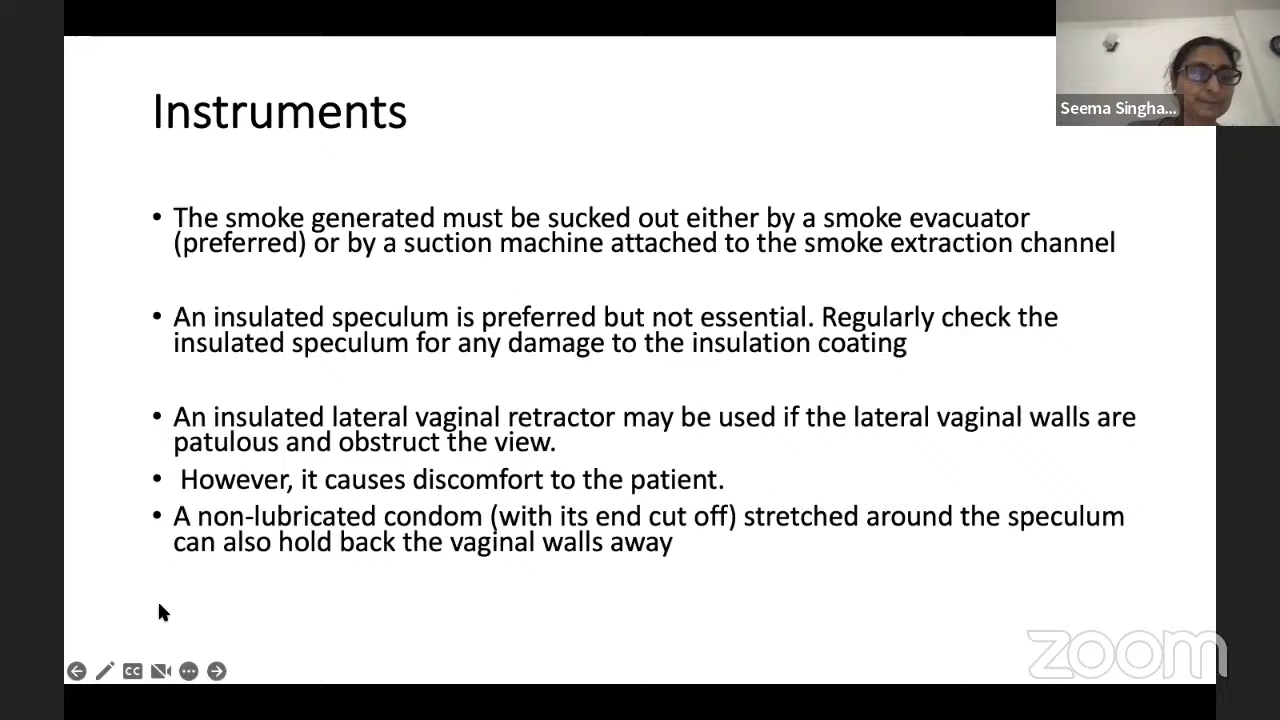 Instruments
Seema Singha...
• The smoke generated must be sucked out either by a smoke evacuator
(preferred) or by a suction machine attached to the smoke extraction channel
• An insulated speculum is preferred but not essential. Regularly check the
insulated speculum for any damage to the insulation coating
• An insulated lateral vaginal retractor may be used if the lateral vaginal walls are
patulous and obstruct the view.
• However, it causes discomfort to the patient.
• A non-lubricated condom (with its end cut off) stretched around the speculum
can also hold back the vaginal walls away
CC
zoom